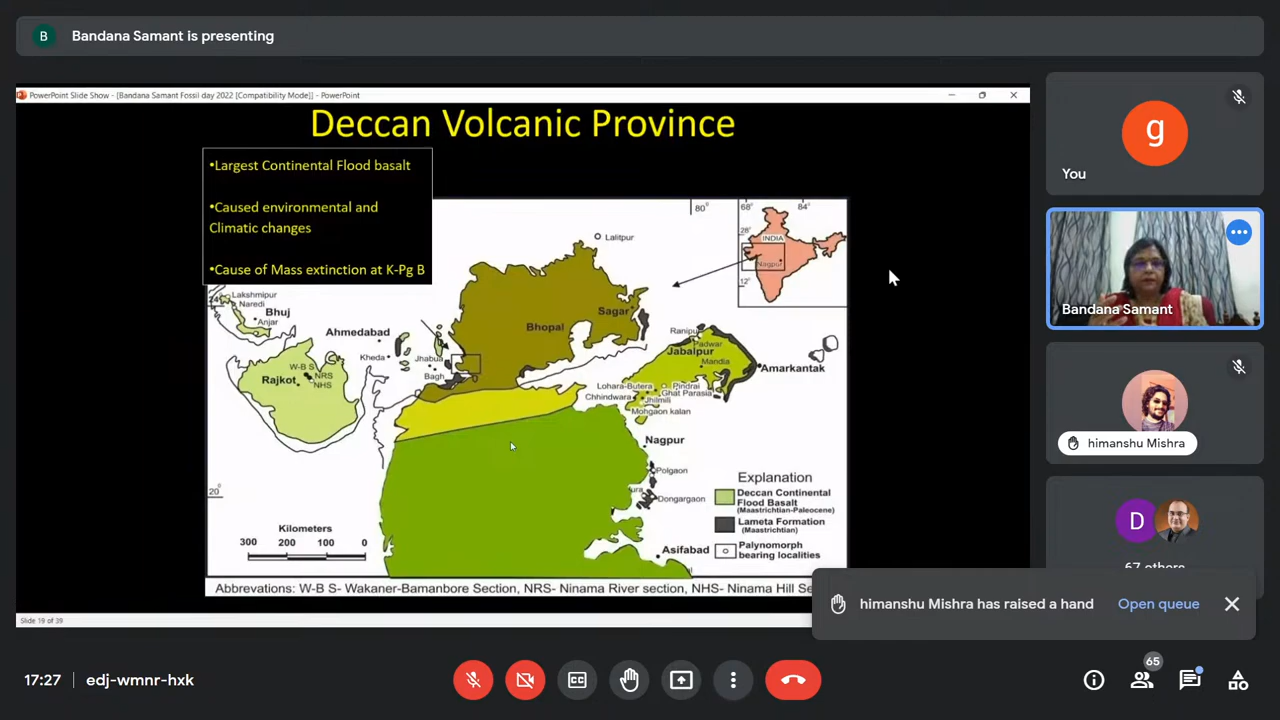 B
Bandana Samant is presenting
PowerPoint Slide Show - [Bandana Samant Fossil day 2022 [Compatibility Mode]] - PowerPoint
Deccan Volcanic Province
•Largest Continental Flood basalt
•Caused environmental and
Climatic changes
•Cause of Mass extinction at K-Pg B
80°
68°
84°
28°
INDIA
Nagpur
12°
Lalitpur
24°
Lakshmipur
Naredi
Anjar
Bhuj
Ahmedabad
Kheda
Jhabua
Bagh
Rajkot
W-B S
NRS
NHS
Bhopal
Sagar
Ranipur
Padwar
Jabalpur
Mandla
Amarkantak
Lohara-Butera
Pindrai
Ghat Parasia
Chhindwara
Jhilmili
Mohgaon kalan
Nagpur
Polgaon
Dongargaon
Asifabad
20°
Kilometers
300 200 100 0
Explanation
Deccan Continental
Flood Basalt
(Maastrichtian-Paleocene)
Lameta Formation
(Maastrichtian)
Palynomorph
bearing localities
Abbrevations: W-B S- Wakaner-Bamanbore Section, NRS- Ninama River section, NHS- Ninama Hill Se
Slide 19 of 39
g
You
Bandana Samant
himanshu Mishra
D
67 others
himanshu Mishra has raised a hand
Open queue
17:27
edj-wmnr-hxk
65